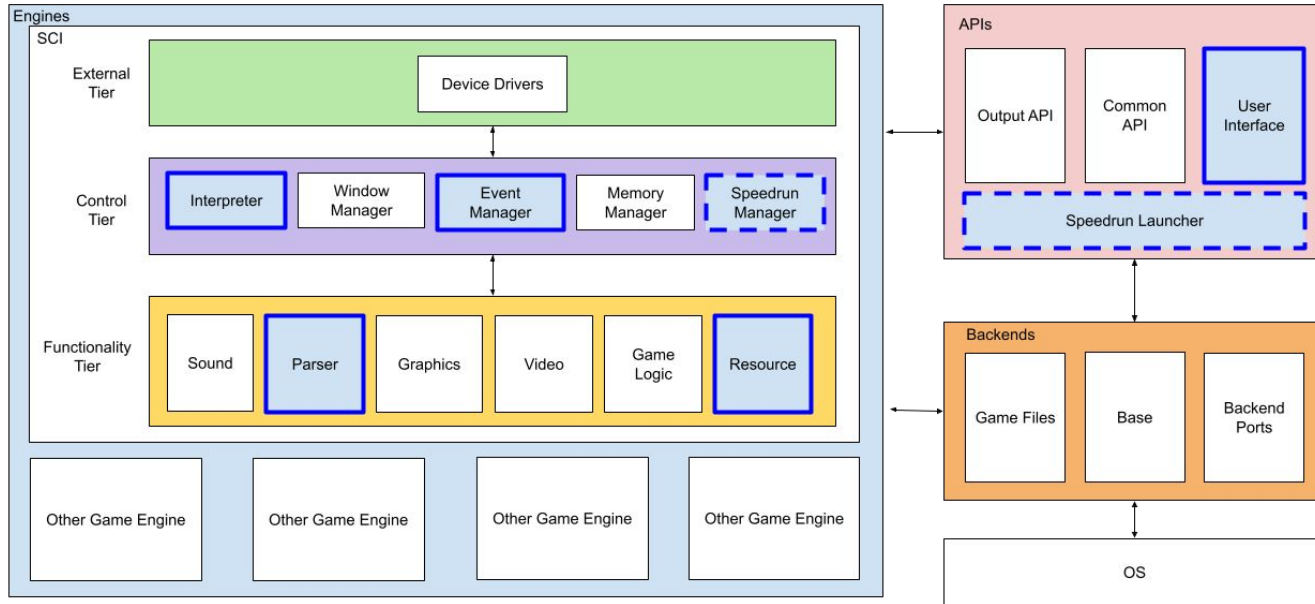 Engines
SCI
External
Tier
Device Drivers
Control
Tier
Interpreter
Window
Manager
Event
Manager
Memory
Manager
Speedrun
Manager
Functionality
Tier
Sound
Parser
Graphics
Video
Game
Logic
Resource
Other Game Engine
Other Game Engine
Other Game Engine
Other Game Engine
APIs
Output API
Common
API
User
Interface
Speedrun Launcher
Backends
Game Files
Base
Backend
Ports
OS